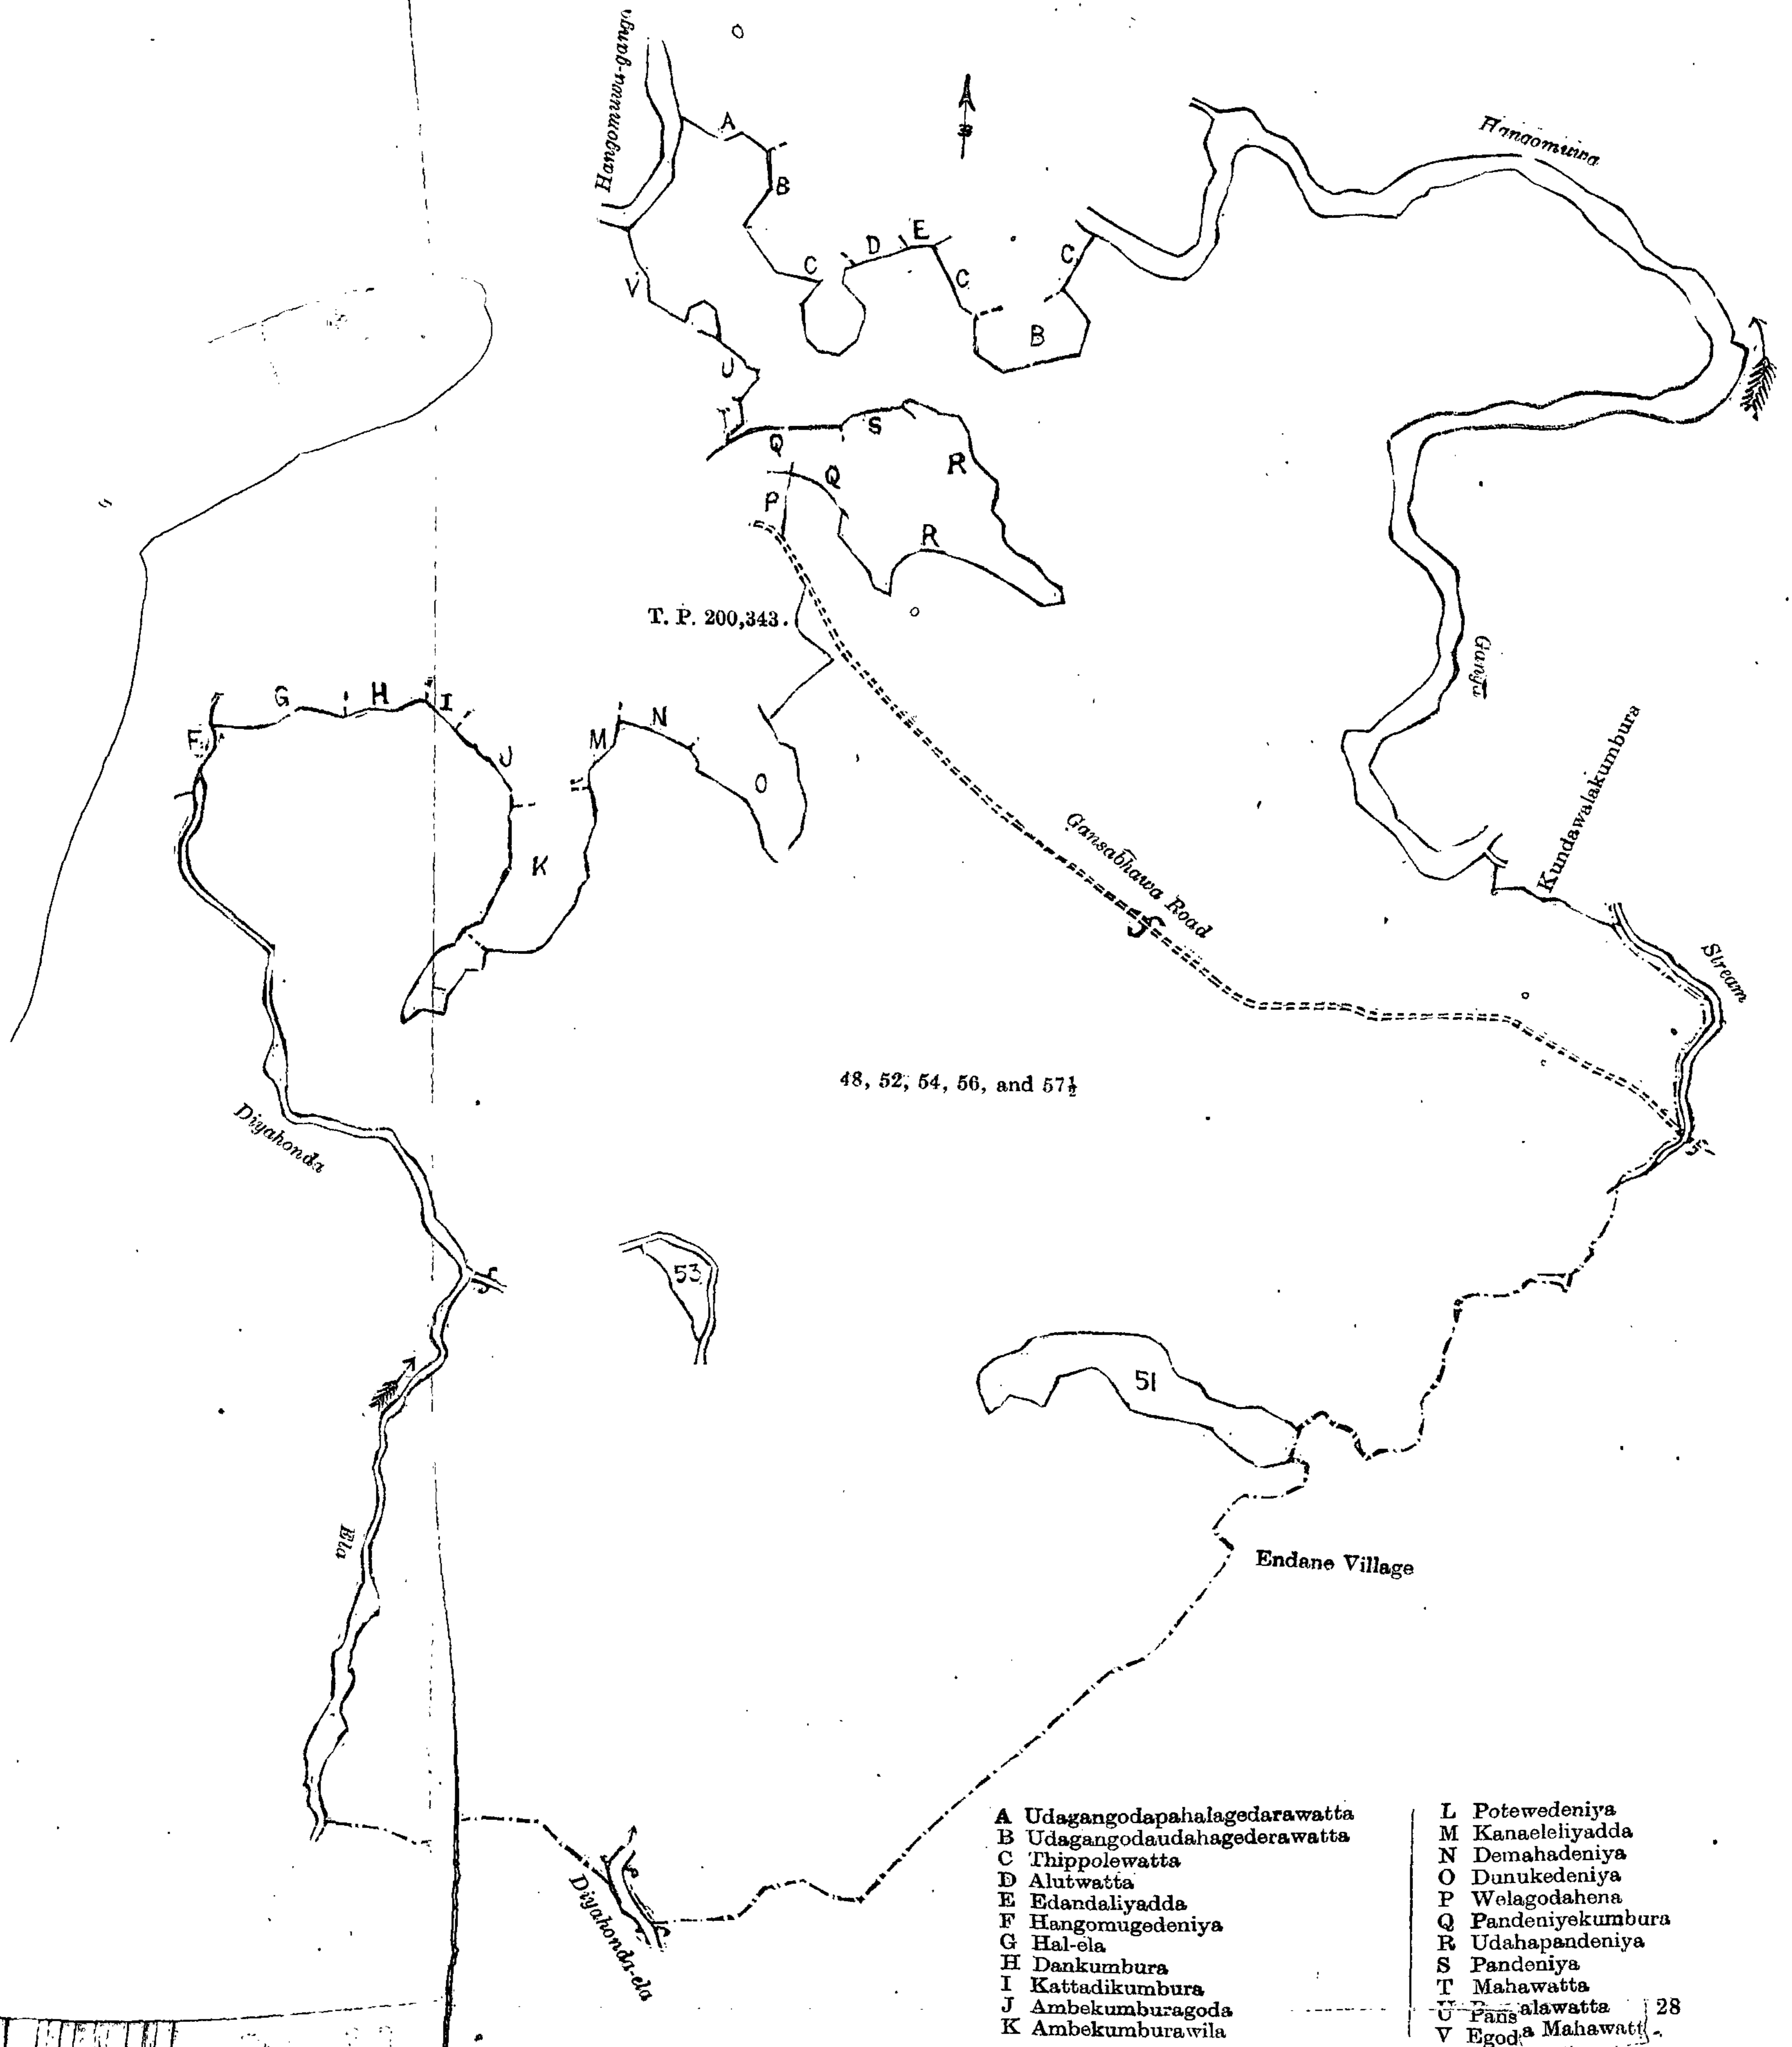 Hangomuwa-ganga
A
B
Hangomuwa
C
D
E
C
C
B
V
U
T
Q
S
R
Q
P
R
T. P. 200,343.
Ganga
F
G
H
I
J
M
N
O
K
Kundawalakumbura
Gansabhawa Road
Stream
48, 52, 54, 56, and 57½
Diyahonda
53
51
Ela
Endane Village
Diyahonda-ela
A Udagangodapahalagedarawatta
B Udagangodaudahagederawatta
C Thippolewatta
D Alutwatta
E Edandaliyadda
F Hangomugedeniya
G Hal-ela
H Dankumbura
I Kattadikumbura
J Ambekumburagoda
K Ambekumburawila
L Potewedeniya
M Kanaeleliyadda
N Demahadeniya
O Dunukedeniya
P Welagodahena
Q Pandeniyekumbura
R Udahapandeniya
S Pandeniya
T Mahawatta
U
V Egoda Mahawatt
28